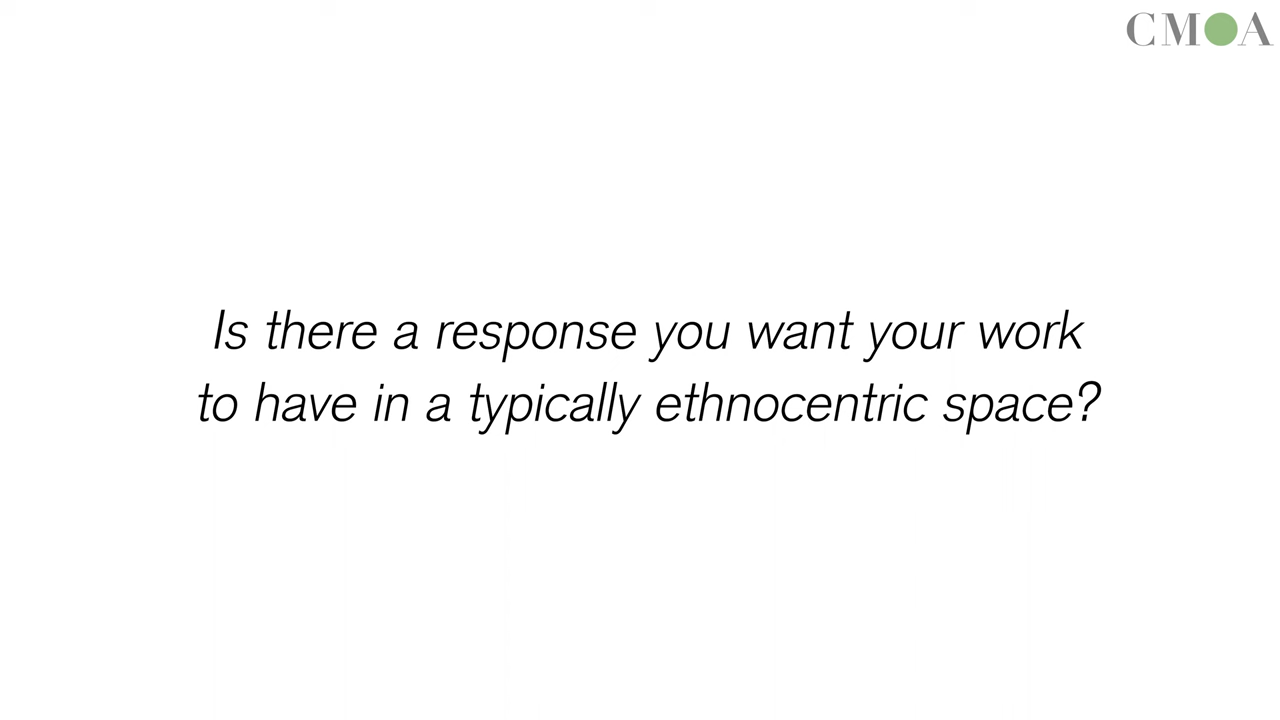 CMOA
Is there a response you want your work
to have in a typically ethnocentric space?